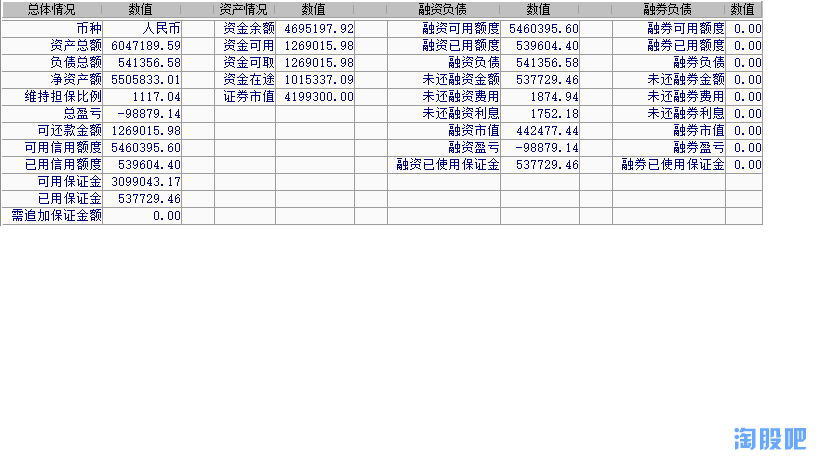 总体情况 数值 资产情况 数值 融资负债 数值 融券负债 数值
币种 人民币 资金余额 4695197.92 融资可用额度 5460395.60 融券可用额度 0.00
资产总额 6047189.59 资金可用 1269015.98 融资已用额度 539604.40 融券已用额度 0.00
负债总额 541356.58 资金可取 1269015.98 融资负债 541356.58 融券负债 0.00
净资产额 5505833.01 资金在途 1015337.09 未还融资金额 537729.46 未还融券金额 0.00
维持担保比例 1117.04 证券市值 4199300.00 未还融资费用 1874.94 未还融券费用 0.00
总盈亏 -98879.14 未还融资利息 1752.18 未还融券利息 0.00
可还款金额 1269015.98 融资市值 442477.44 融券市值 0.00
可用信用额度 5460395.60 融资盈亏 -98879.14 融券盈亏 0.00
已用信用额度 539604.40 融资已使用保证金 537729.46 融券已使用保证金 0.00
可用保证金 3099043.17
已用保证金 537729.46
需追加保证金额 0.00
淘股吧